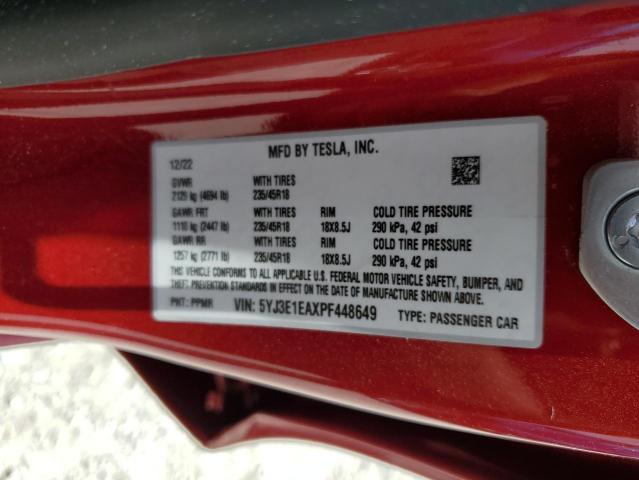 MFD BY TESLA, INC.
12/22
GVWR WITH TIRES
2129 kg (4694 lb) 235/45R18
GAWR FRT WITH TIRES RIM COLD TIRE PRESSURE
1110 kg (2447 lb) 235/45R18 18X8.5J 290 kPa, 42 psi
GAWR RR WITH TIRES RIM COLD TIRE PRESSURE
1257 kg (2771 lb) 235/45R18 18X8.5J 290 kPa, 42 psi
THIS VEHICLE CONFORMS TO ALL APPLICABLE U.S. FEDERAL MOTOR VEHICLE SAFETY, BUMPER, AND
THEFT PREVENTION STANDARDS IN EFFECT ON THE DATE OF MANUFACTURE SHOWN ABOVE.
PNT: PPMR VIN: 5YJ3E1EAXPF448649 TYPE: PASSENGER CAR